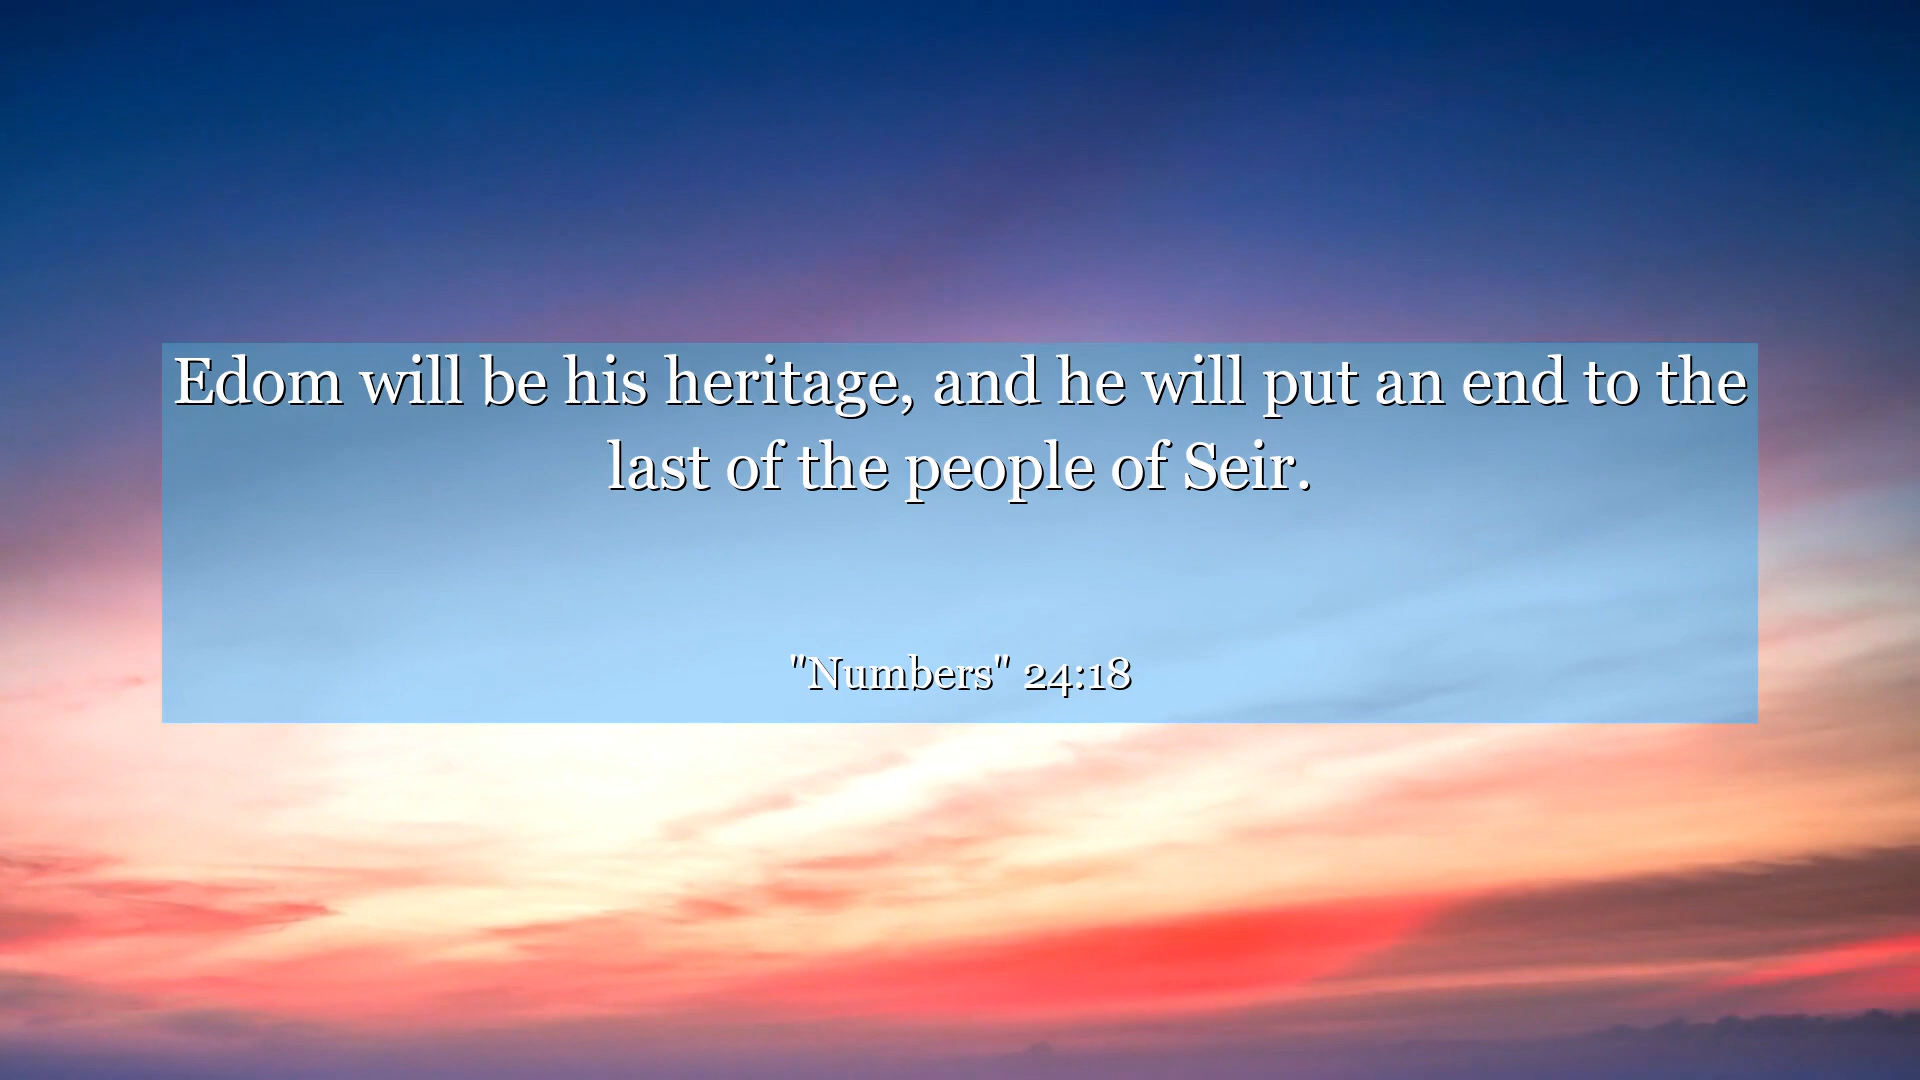 Edom will be his heritage, and he will put an end to the
last of the people of Seir.
"Numbers" 24:18